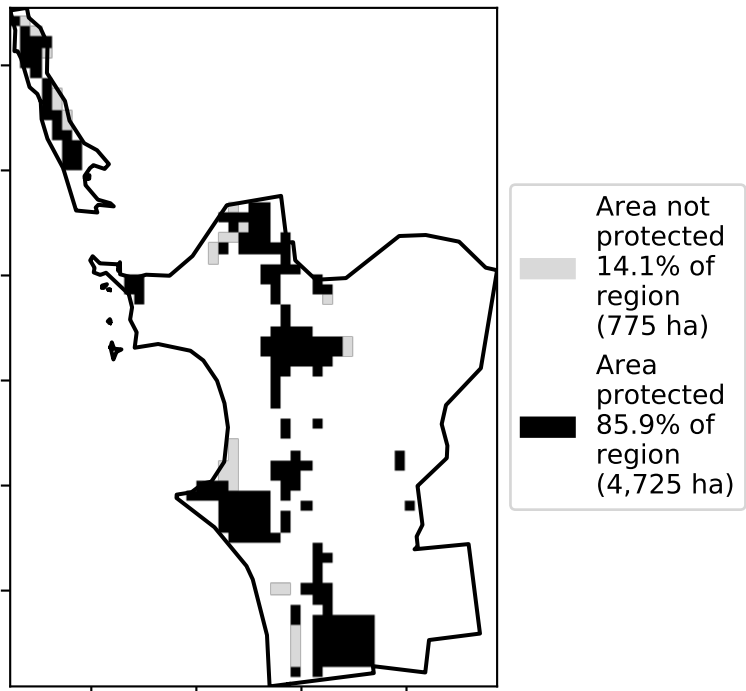 Area not
protected
14.1% of
region
(775 ha)
Area
protected
85.9% of
region
(4,725 ha)